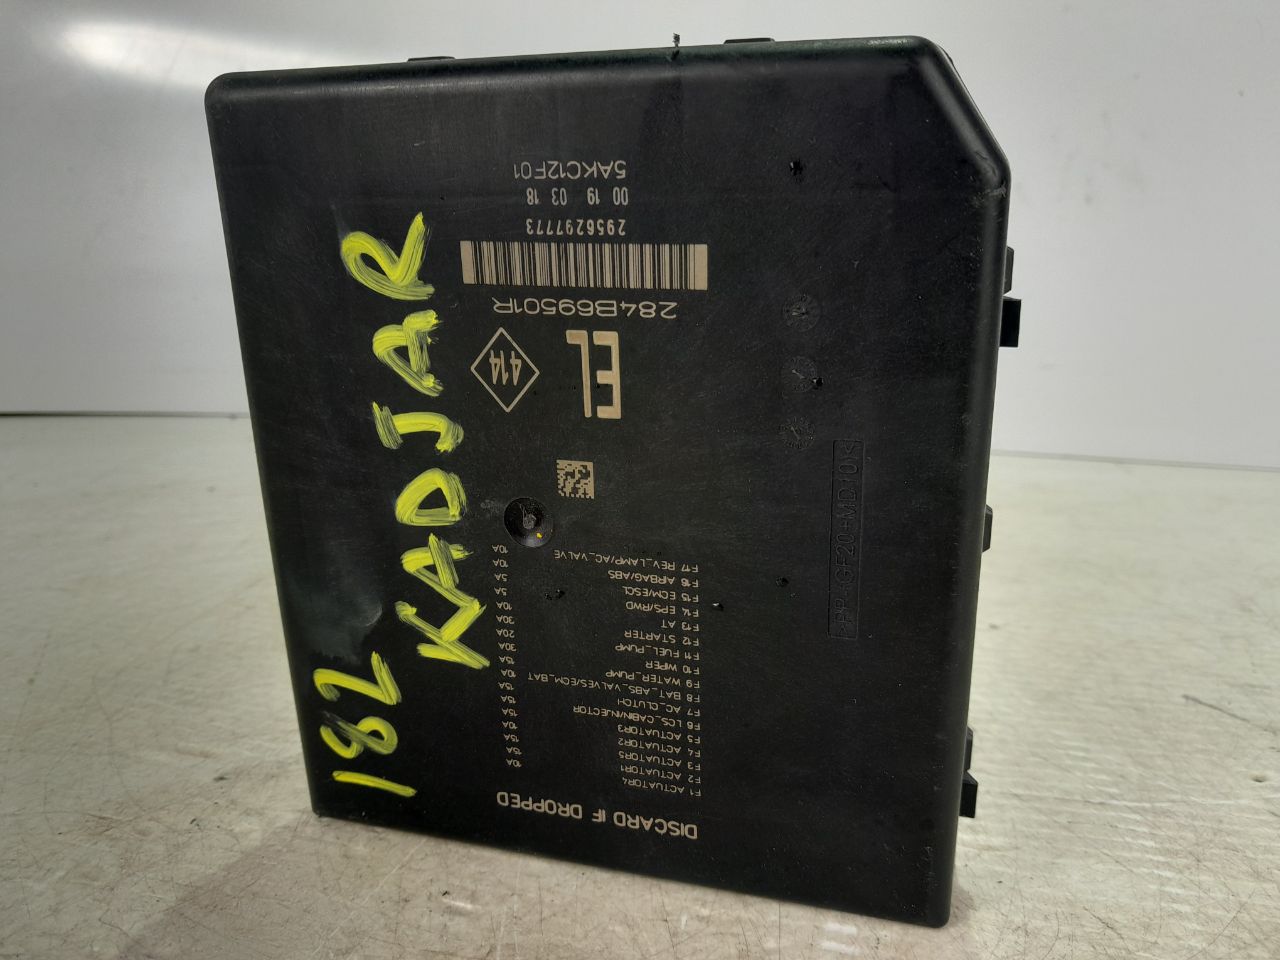 182 KADJAR
DISCARD IF DROPPED
F1 ACTUATOR4 10A
F2 ACTUATOR1 15A
F3 ACTUATOR5 15A
F4 ACTUATOR2 10A
F5 ACTUATOR3 15A
F6 LCS_CABIN/INJECTOR 15A
F7 AC_CLUTCH 15A
F8 BAT_ABS_VALVES/ECM_BAT 10A
F9 WATER_PUMP 15A
F10 WIPER 30A
F11 FUEL_PUMP 20A
F12 STARTER 30A
F13 AT 10A
F14 EPS/RWD 5A
F15 ECM/ESCL 5A
F16 AIRBAG/ABS 10A
F17 REV_LAMP/AC_VALVE 10A
EL
414
284B69501R
2956297773
00 19 03 18
5AKC12F01
>PP+GF20+MD10<